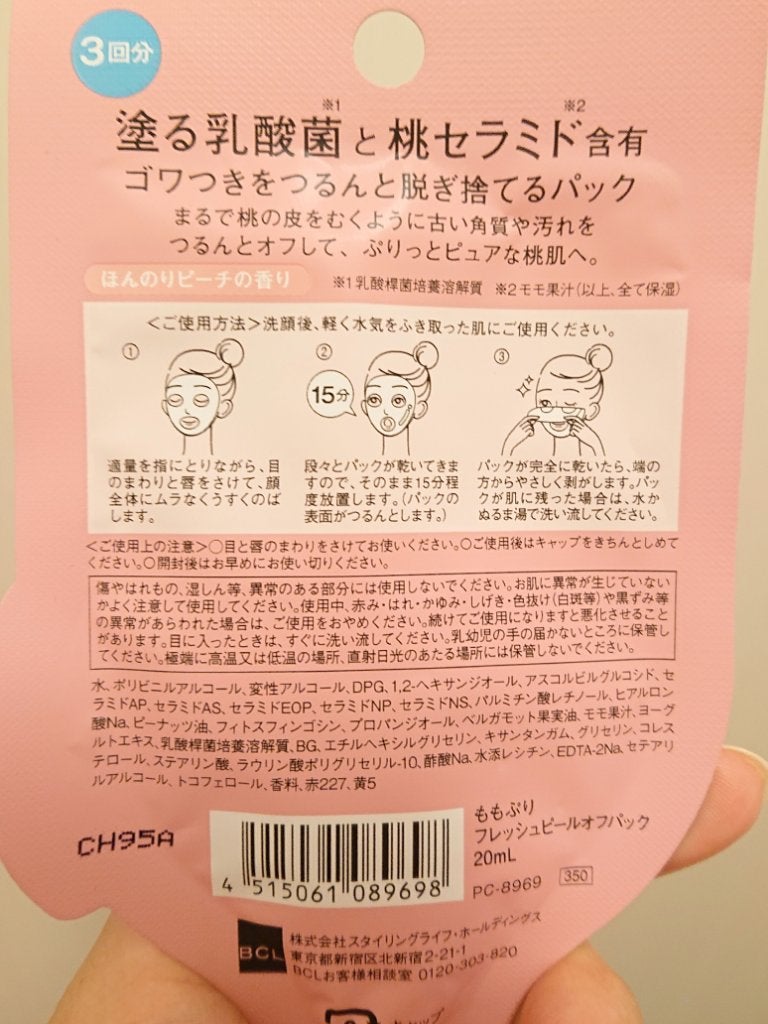 3回分
※1 ※2
塗る乳酸菌と桃セラミド含有
ゴワつきをつるんと脱ぎ捨てるパック
まるで桃の皮をむくように古い角質や汚れを
つるんとオフして、ぷりっとピュアな桃肌へ。
ほんのりピーチの香り ※1乳酸桿菌培養溶解質 ※2モモ果汁(以上、全て保湿)
<ご使用方法>洗顔後、軽く水気をふき取った肌にご使用ください。
①
適量を指にとりながら、目
のまわりと唇をさけて、顔
全体にムラなくうすくのば
します。
②
15分
段々とパックが乾いてきま
すので、そのまま15分程
度放置します。(パックの
表面がつるんとします。)
③
パックが完全に乾いたら、端の
方からやさしく剥がします。パッ
クが肌に残った場合は、水か
ぬるま湯で洗い流してください。
<ご使用上の注意>○目と唇のまわりをさけてお使いください。○ご使用後はキャップをきちんとしめて
ください。○開封後はお早めにお使い切りください。
傷やはれもの、湿しん等、異常のある部分には使用しないでください。お肌に異常が生じていない
かよく注意して使用してください。使用中、赤み・はれ・かゆみ・しげき・色抜け(白斑等)や黒ずみ等
の異常があらわれた場合は、ご使用をおやめください。続けてご使用になりますと悪化させること
があります。目に入ったときは、すぐに洗い流してください。乳幼児の手の届かないところに保管し
てください。極端に高温又は低温の場所、直射日光のあたる場所には保管しないでください。
水、ポリビニルアルコール、変性アルコール、DPG、1,2-ヘキサンジオール、アスコルビルグルコシド、セ
ラミドAP、セラミドAS、セラミドEOP、セラミドNP、セラミドNS、パルミチン酸レチノール、ヒアルロン
酸Na、ピーナッツ油、フィトスフィンゴシン、プロパンジオール、ベルガモット果実油、モモ果汁、ヨーグ
ルトエキス、乳酸桿菌培養溶解質、BG、エチルヘキシルグリセリン、キサンタンガム、グリセリン、コレス
テロール、ステアリン酸、ラウリン酸ポリグリセリル-10、酢酸Na、水添レシチン、EDTA-2Na、セテアリ
ルアルコール、トコフェロール、香料、赤227、黄5
CH95A
4 515061 089698
ももぷり
フレッシュピールオフパック
20mL
PC-8969 350
BCL
株式会社スタイリングライフ・ホールディングス
東京都新宿区北新宿2-21-1
BCLお客様相談室 0120-303-820
キャップ